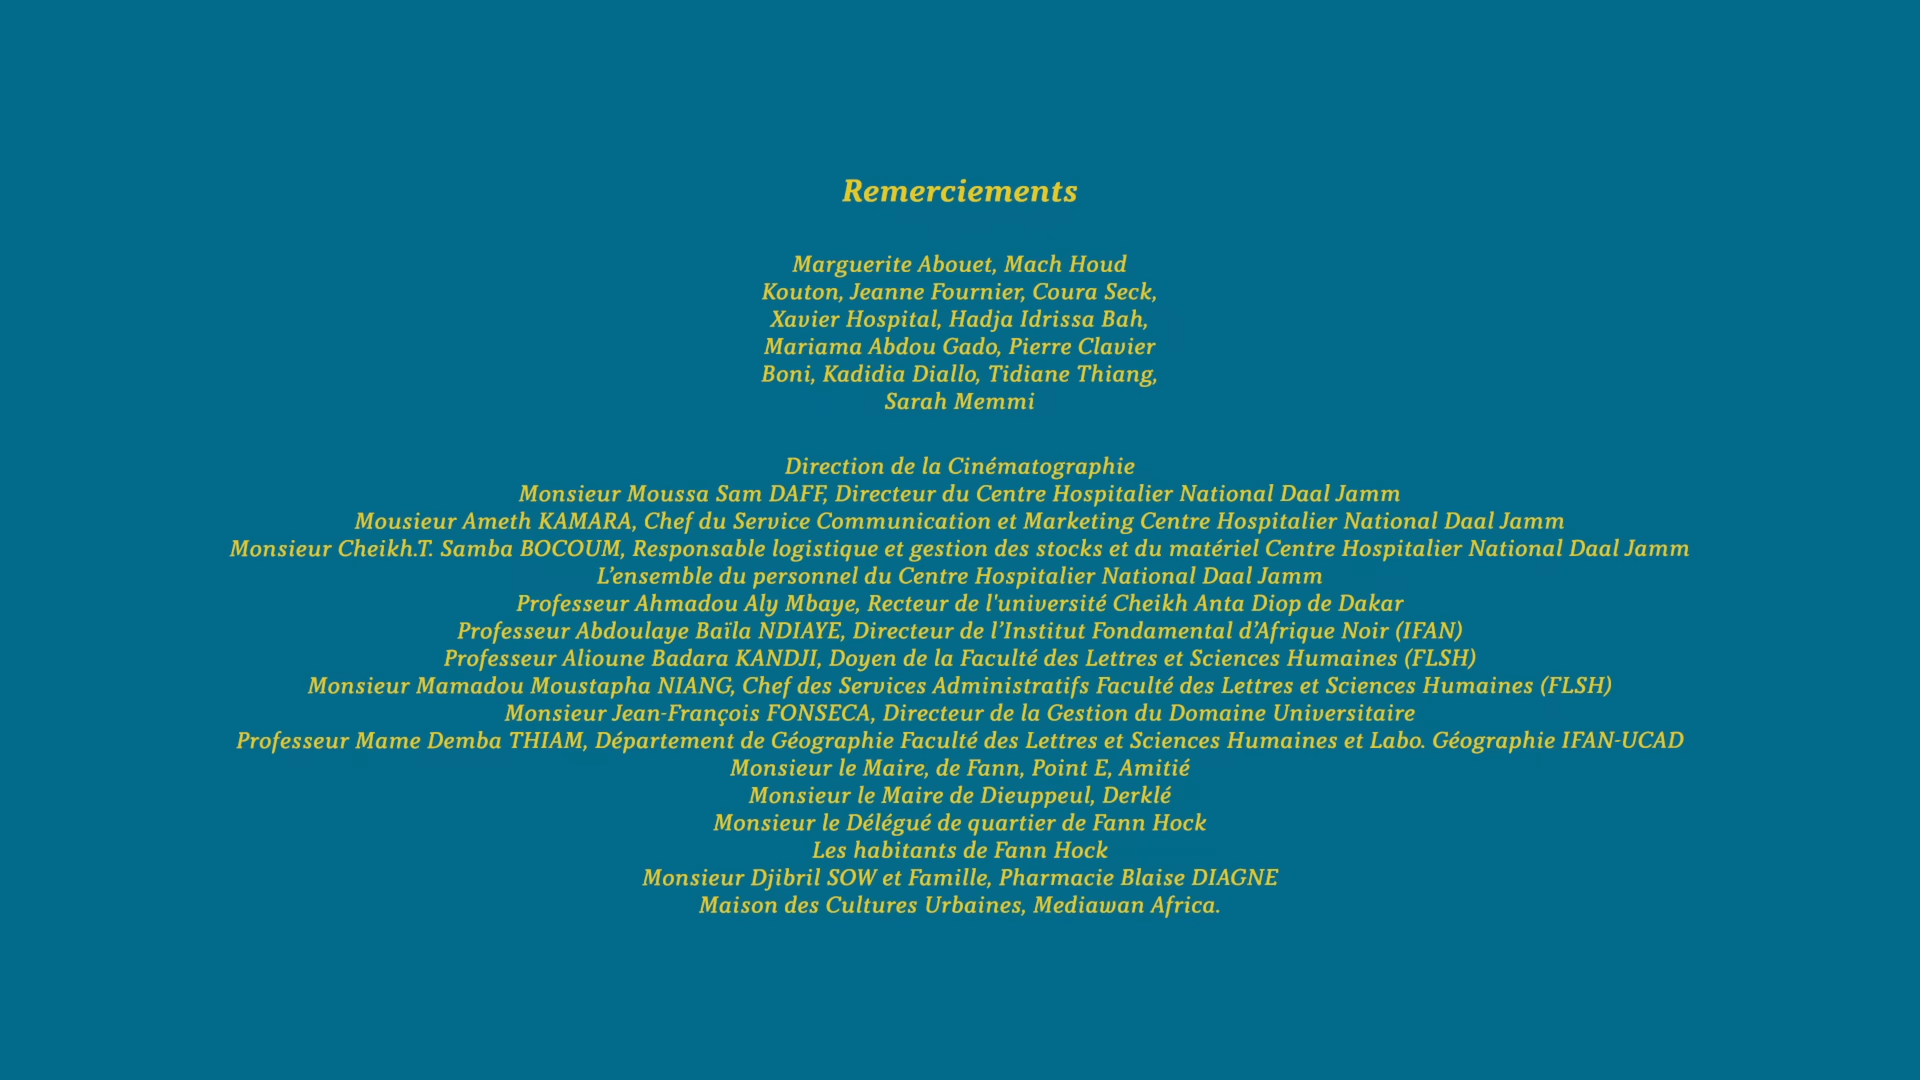 Remerciements
Marguerite Abouet, Mach Houd
Kouton, Jeanne Fournier, Coura Seck,
Xavier Hospital, Hadja Idrissa Bah,
Mariama Abdou Gado, Pierre Clavier
Boni, Kadidia Diallo, Tidiane Thiang,
Sarah Memmi
Direction de la Cinématographie
Monsieur Moussa Sam DAFF, Directeur du Centre Hospitalier National Daal Jamm
Mousieur Ameth KAMARA, Chef du Service Communication et Marketing Centre Hospitalier National Daal Jamm
Monsieur Cheikh.T. Samba BOCOUM, Responsable logistique et gestion des stocks et du matériel Centre Hospitalier National Daal Jamm
L’ensemble du personnel du Centre Hospitalier National Daal Jamm
Professeur Ahmadou Aly Mbaye, Recteur de l'université Cheikh Anta Diop de Dakar
Professeur Abdoulaye Baïla NDIAYE, Directeur de l’Institut Fondamental d’Afrique Noir (IFAN)
Professeur Alioune Badara KANDJI, Doyen de la Faculté des Lettres et Sciences Humaines (FLSH)
Monsieur Mamadou Moustapha NIANG, Chef des Services Administratifs Faculté des Lettres et Sciences Humaines (FLSH)
Monsieur Jean-François FONSECA, Directeur de la Gestion du Domaine Universitaire
Professeur Mame Demba THIAM, Département de Géographie Faculté des Lettres et Sciences Humaines et Labo. Géographie IFAN-UCAD
Monsieur le Maire, de Fann, Point E, Amitié
Monsieur le Maire de Dieuppeul, Derklé
Monsieur le Délégué de quartier de Fann Hock
Les habitants de Fann Hock
Monsieur Djibril SOW et Famille, Pharmacie Blaise DIAGNE
Maison des Cultures Urbaines, Mediawan Africa.